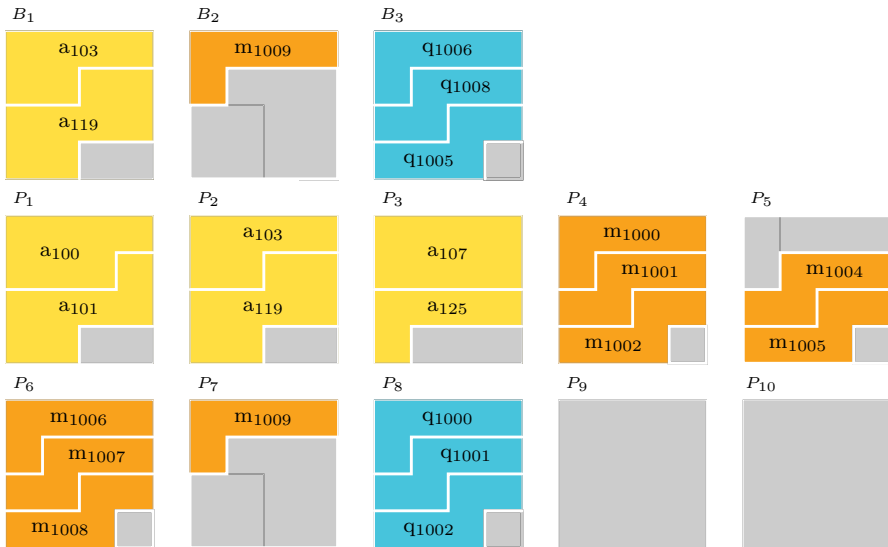 B1 B2 B3
a103 m1009 q1006
q1008
a119
q1005
P1 P2 P3 P4 P5
a103 m1000
a100 a107 m1001 m1004
a101 a119 a125
m1002 m1005
P6 P7 P8 P9 P10
m1006 m1009 q1000
m1007 q1001
m1008 q1002